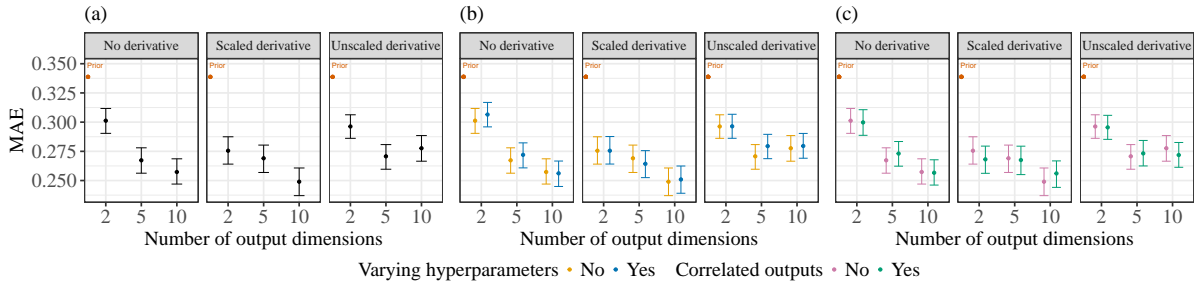 (a) (b) (c)
No derivative Scaled derivative Unscaled derivative No derivative Scaled derivative Unscaled derivative No derivative Scaled derivative Unscaled derivative
0.350 Prior Prior Prior Prior Prior Prior Prior Prior Prior
0.300
0.275
0.250
MAE
2 5 10 2 5 10 2 5 10 2 5 10 2 5 10 2 5 10 2 5 10 2 5 10 2 5 10
Number of output dimensions Number of output dimensions Number of output dimensions
Varying hyperparameters No Yes Correlated outputs No Yes